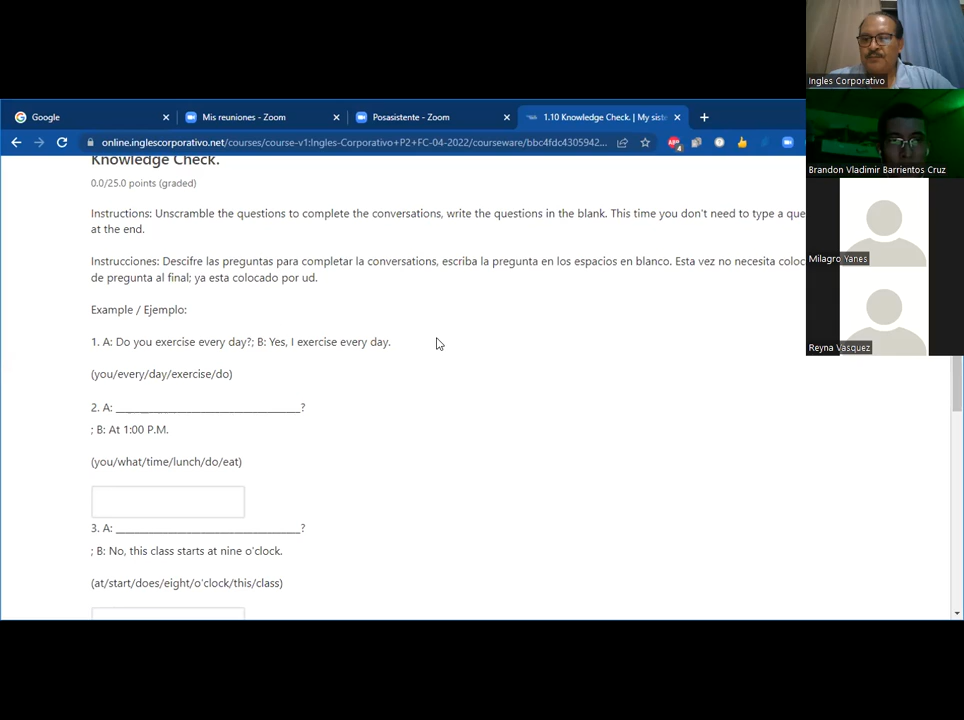 Ingles Corporativo
Google
Mis reuniones - Zoom
Posasistente - Zoom
1.10 Knowledge Check. | My siste
online.inglescorporativo.net/courses/course-v1:Ingles-Corporativo+P2+FC-04-2022/courseware/bbc4fdc4305942...
Knowledge Check.
Brandon Vladimir Barrientos Cruz
0.0/25.0 points (graded)
Instructions: Unscramble the questions to complete the conversations, write the questions in the blank. This time you don't need to type a que
at the end.
Instrucciones: Descifre las preguntas para completar la conversations, escriba la pregunta en los espacios en blanco. Esta vez no necesita coloc
Milagro Yanes
de pregunta al final; ya esta colocado por ud.
Example / Ejemplo:
1. A: Do you exercise every day?; B: Yes, I exercise every day.
Reyna Vasquez
(you/every/day/exercise/do)
2. A: ______________________________?
; B: At 1:00 P.M.
(you/what/time/lunch/do/eat)
3. A: ______________________________?
; B: No, this class starts at nine o'clock.
(at/start/does/eight/o'clock/this/class)